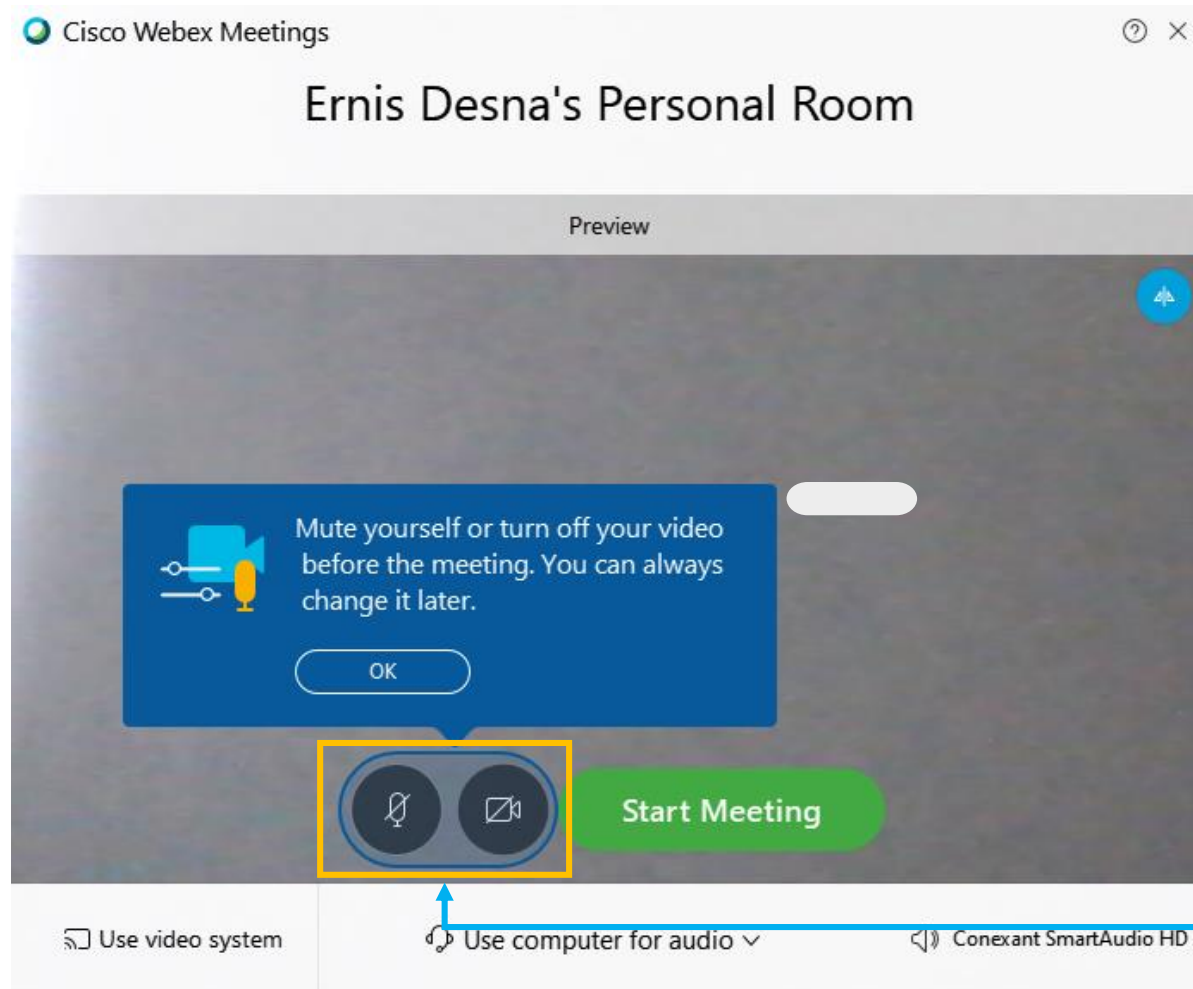 Cisco Webex Meetings
Ernis Desna's Personal Room
Preview
Mute yourself or turn off your video
before the meeting. You can always
change it later.
OK
Start Meeting
Use video system
Use computer for audio
Conexant SmartAudio HD